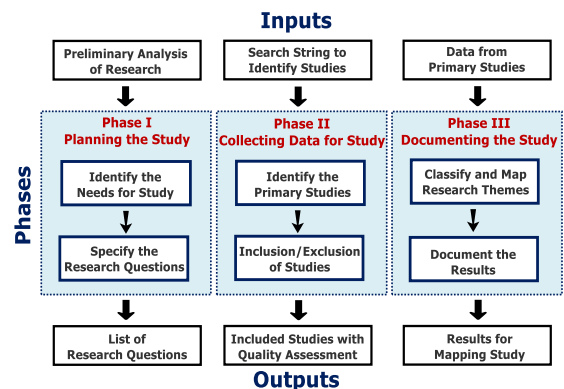 Inputs
Preliminary Analysis
of Research
Search String to
Identify Studies
Data from
Primary Studies
Phases
Phase I
Planning the Study
Identify the
Needs for Study
Specify the
Research Questions
Phase II
Collecting Data for Study
Identify the
Primary Studies
Inclusion/Exclusion
of Studies
Phase III
Documenting the Study
Classify and Map
Research Themes
Document the
Results
List of
Research Questions
Included Studies with
Quality Assessment
Results for
Mapping Study
Outputs